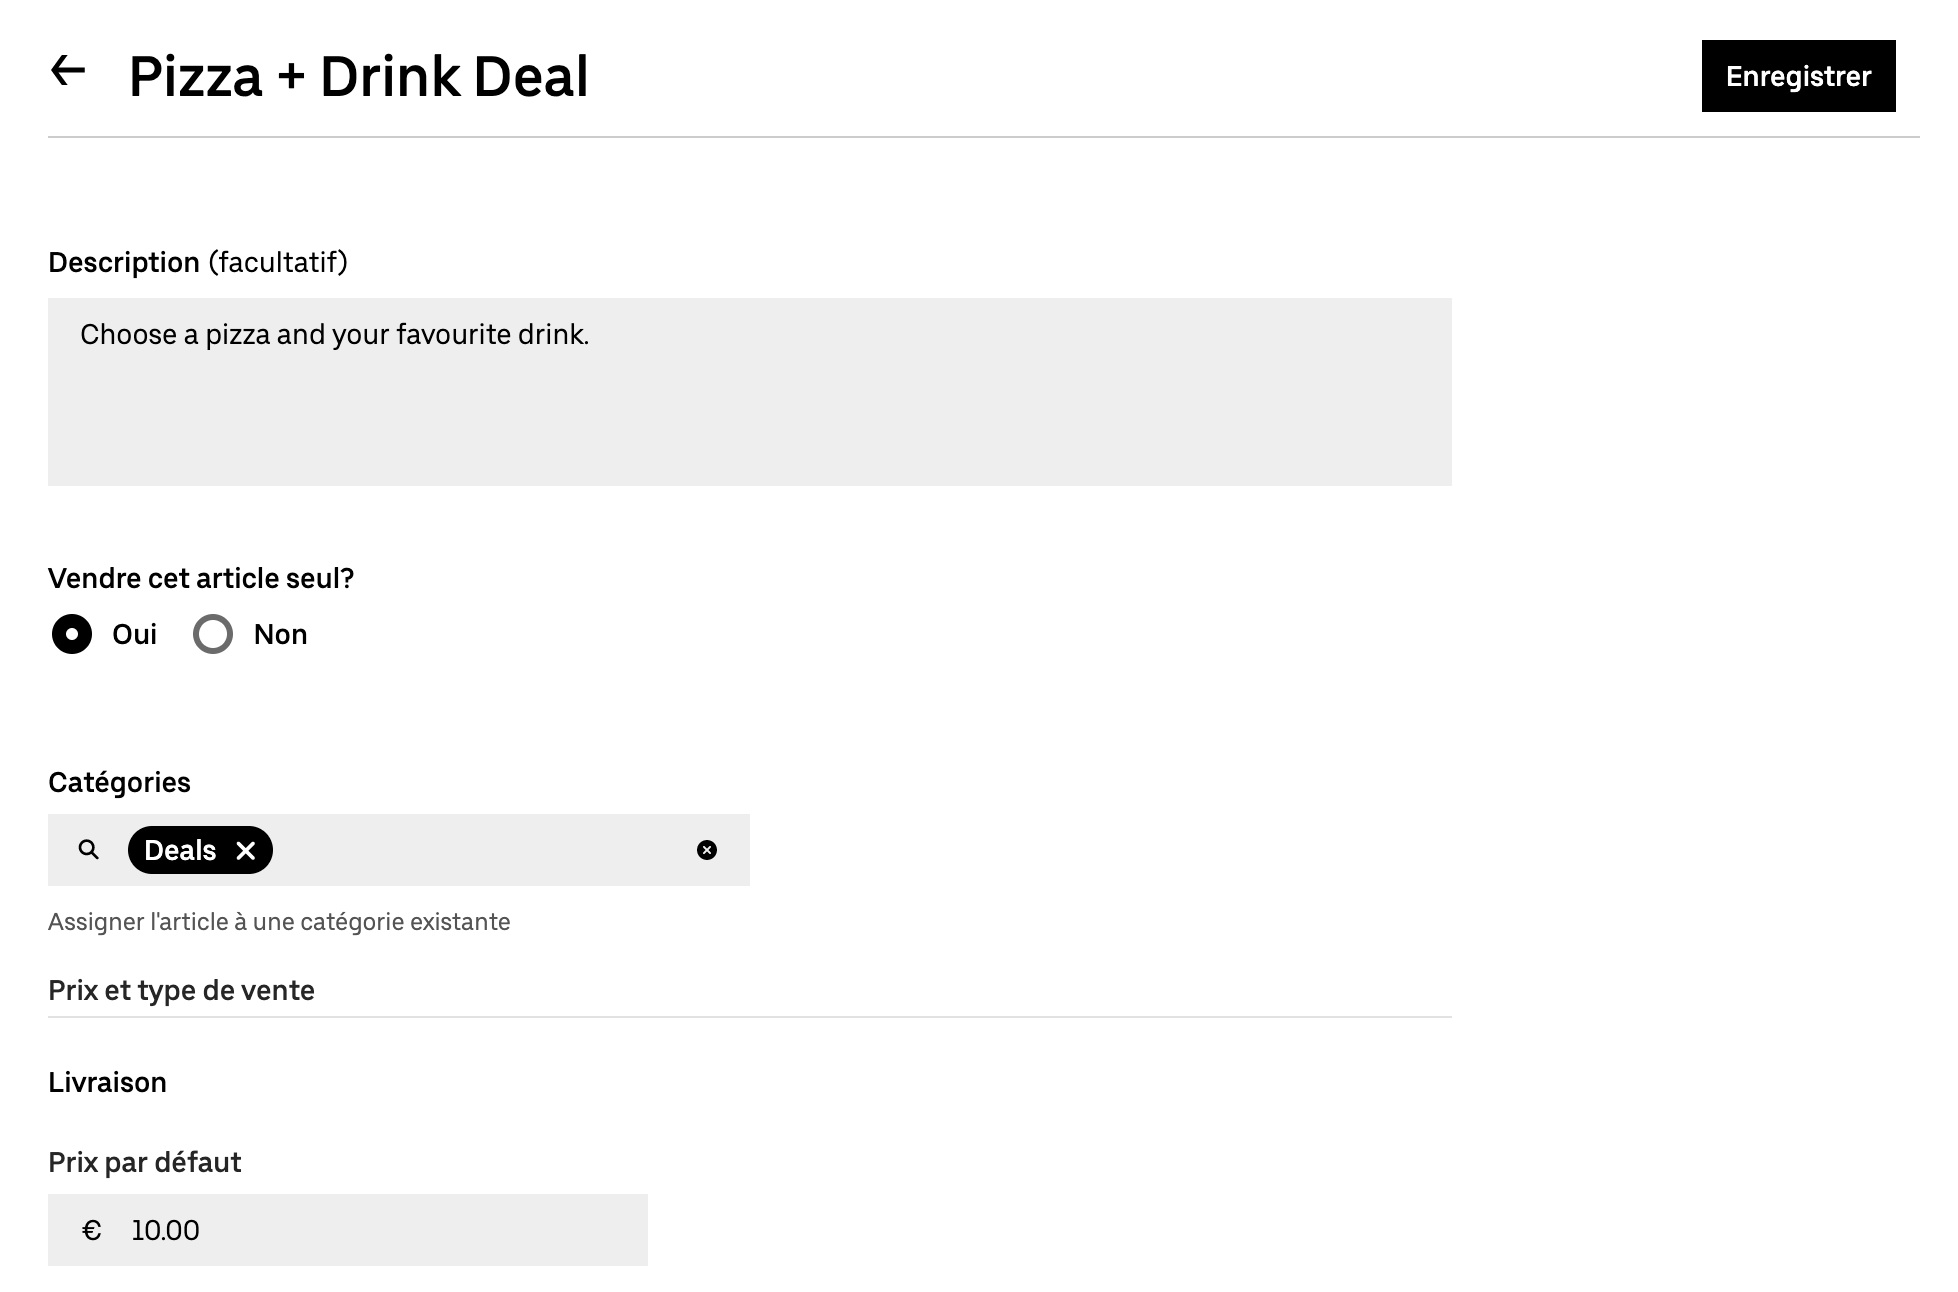 Pizza + Drink Deal
Enregistrer
Description (facultatif)
Choose a pizza and your favourite drink.
Vendre cet article seul?
Oui Non
Catégories
Deals
Assigner l'article à une catégorie existante
Prix et type de vente
Livraison
Prix par défaut
€ 10.00